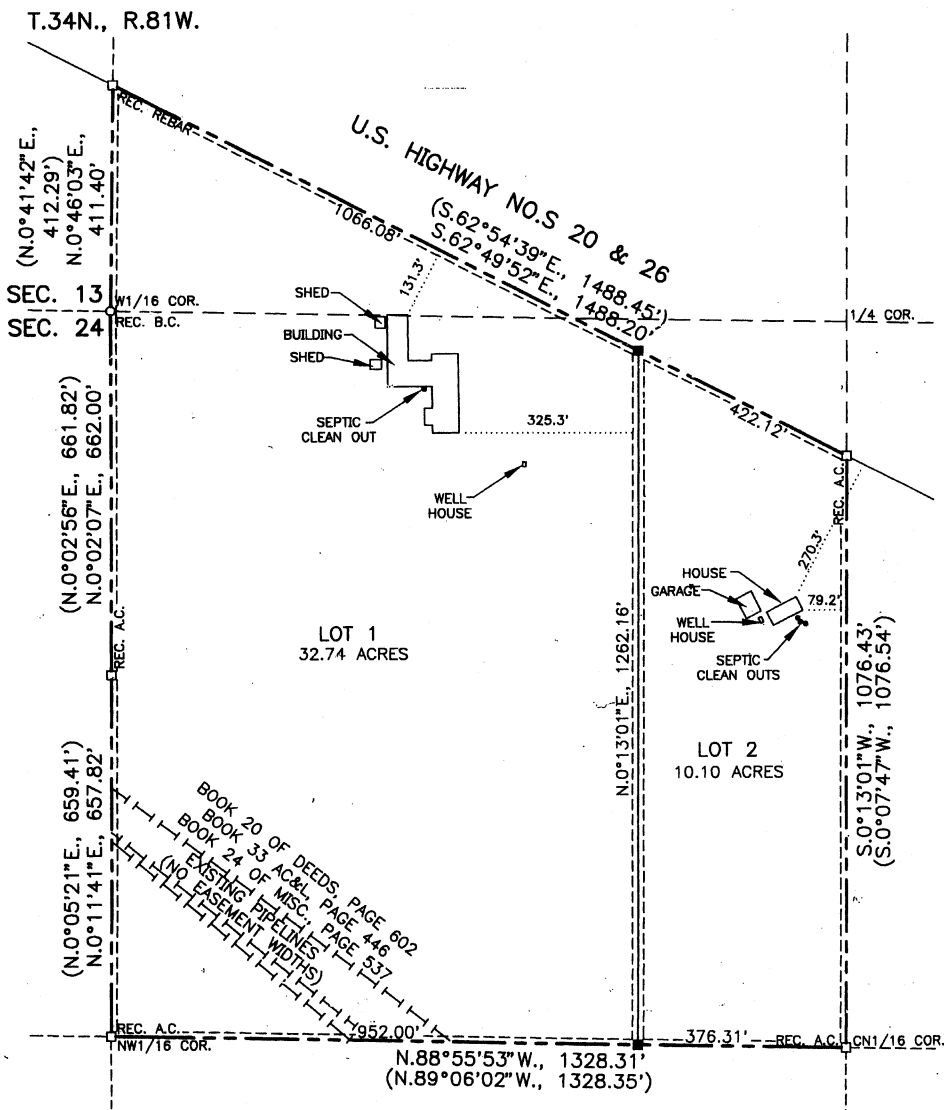 T.34N., R.81W.
REC. REBAR
(N.0°41'42"E., 412.29')
N.0°46'03"E., 411.40'
U.S. HIGHWAY NO.S 20 & 26
(S.62°54'39"E., 1488.45')
S.62°49'52"E., 1488.20'
1066.08'
131.3'
SEC. 13
W1/16 COR.
SEC. 24
REC. B.C.
1/4 COR.
SHED
BUILDING
SHED
SEPTIC
CLEAN OUT
325.3'
422.12'
WELL
HOUSE
(N.0°02'56"E., 661.82')
N.0°02'07"E., 662.00'
REC. A.C.
REC. A.C.
270.3'
HOUSE
GARAGE
79.2'
WELL
HOUSE
SEPTIC
CLEAN OUTS
LOT 1
32.74 ACRES
N.0°13'01"E., 1262.16'
LOT 2
10.10 ACRES
S.0°13'01"W., 1076.43'
(S.0°07'47"W., 1076.54')
(N.0°05'21"E., 659.41')
N.0°11'41"E., 657.82'
BOOK 20 OF DEEDS, PAGE 602
BOOK 33 AC&L, PAGE 446
BOOK 24 OF MISC., PAGE 537
EXISTING PIPELINES
(NO EASEMENT WIDTHS)
REC. A.C.
NW1/16 COR.
952.00'
376.31'
REC. A.C.
CN1/16 COR.
N.88°55'53"W., 1328.31'
(N.89°06'02"W., 1328.35')